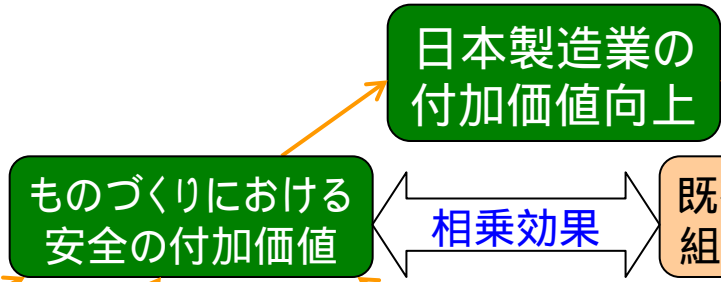 日本製造業の
付加価値向上
ものづくりにおける
安全の付加価値
相乗効果
既
組